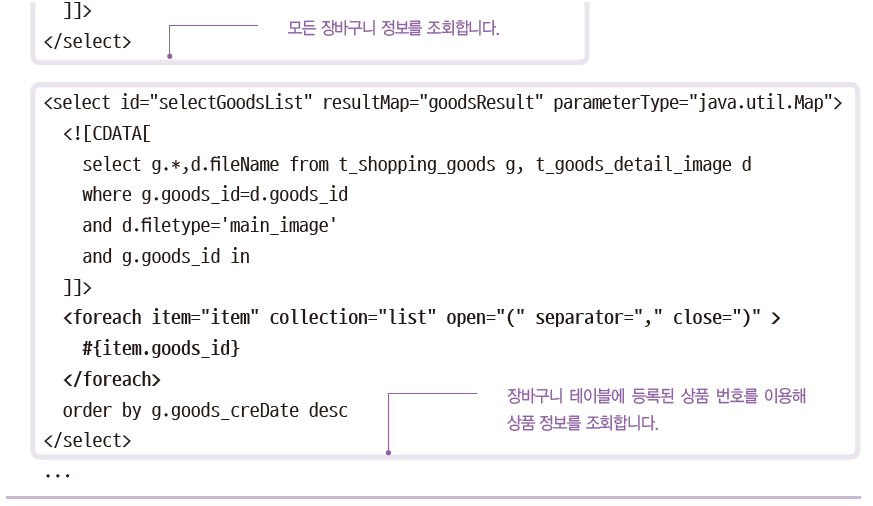 ]]>
모든 장바구니 정보를 조회합니다.
</select>
<select id="selectGoodsList" resultMap="goodsResult" parameterType="java.util.Map">
<![CDATA[
select g.*,d.fileName from t_shopping_goods g, t_goods_detail_image d
where g.goods_id=d.goods_id
and d.filetype='main_image'
and g.goods_id in
]]>
<foreach item="item" collection="list" open="(" separator="," close=")" >
#{item.goods_id}
</foreach>
장바구니 테이블에 등록된 상품 번호를 이용해
order by g.goods_creDate desc
상품 정보를 조회합니다.
</select>
...